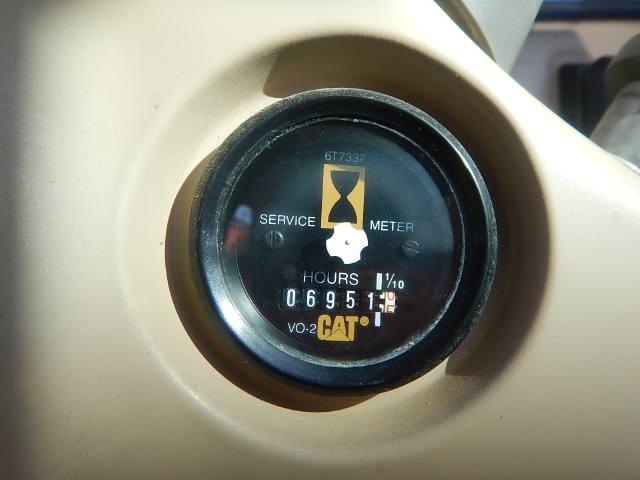 6T7337
SERVICE METER
HOURS 1/10
06951
VO-2 CAT®